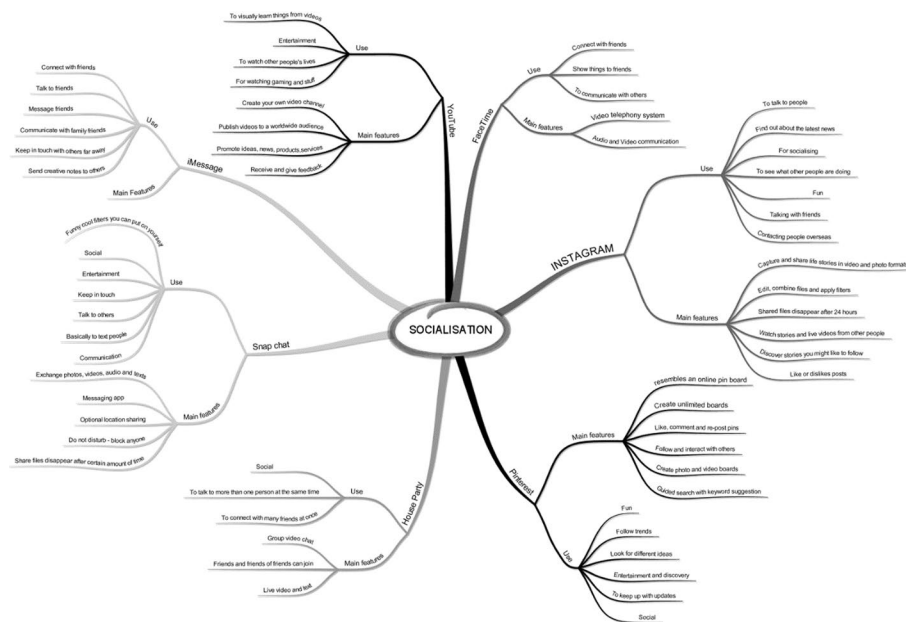 SOCIALISATION
YouTube
Use
To visually learn things from videos
Entertainment
To watch other people's lives
For watching gaming and stuff
Main features
Create your own video channel
Publish videos to a worldwide audience
Promote ideas, news, products,services
Receive and give feedback
FaceTime
Use
Connect with friends
Show things to friends
To communicate with others
Main features
Video telephony system
Audio and Video communication
INSTAGRAM
Use
To talk to people
Find out about the latest news
For socialising
To see what other people are doing
Fun
Talking with friends
Contacting people overseas
Main features
Capture and share life stories in video and photo format
Edit, combine files and apply filters
Shared files disappear after 24 hours
Watch stories and live videos from other people
Discover stories you might like to follow
Like or dislikes posts
Pinterest
Main features
resembles an online pin board
Create unlimited boards
Like, comment and re-post pins
Follow and interact with others
Create photo and video boards
Guided search with keyword suggestion
Use
Fun
Follow trends
Look for different ideas
Entertainment and discovery
To keep up with updates
Social
House Party
Use
Social
To talk to more than one person at the same time
To connect with many friends at once
Main features
Group video chat
Friends and friends of friends can join
Live video and text
Snap chat
Use
Funny cool filters you can put on yourself
Social
Entertainment
Keep in touch
Talk to others
Basically to text people
Communication
Main features
Exchange photos, videos, audio and texts
Messaging app
Optional location sharing
Do not disturb - block anyone
Share files disappear after certain amount of time
iMessage
Use
Connect with friends
Talk to friends
Message friends
Communicate with family friends
Keep in touch with others far away
Send creative notes to others
Main Features